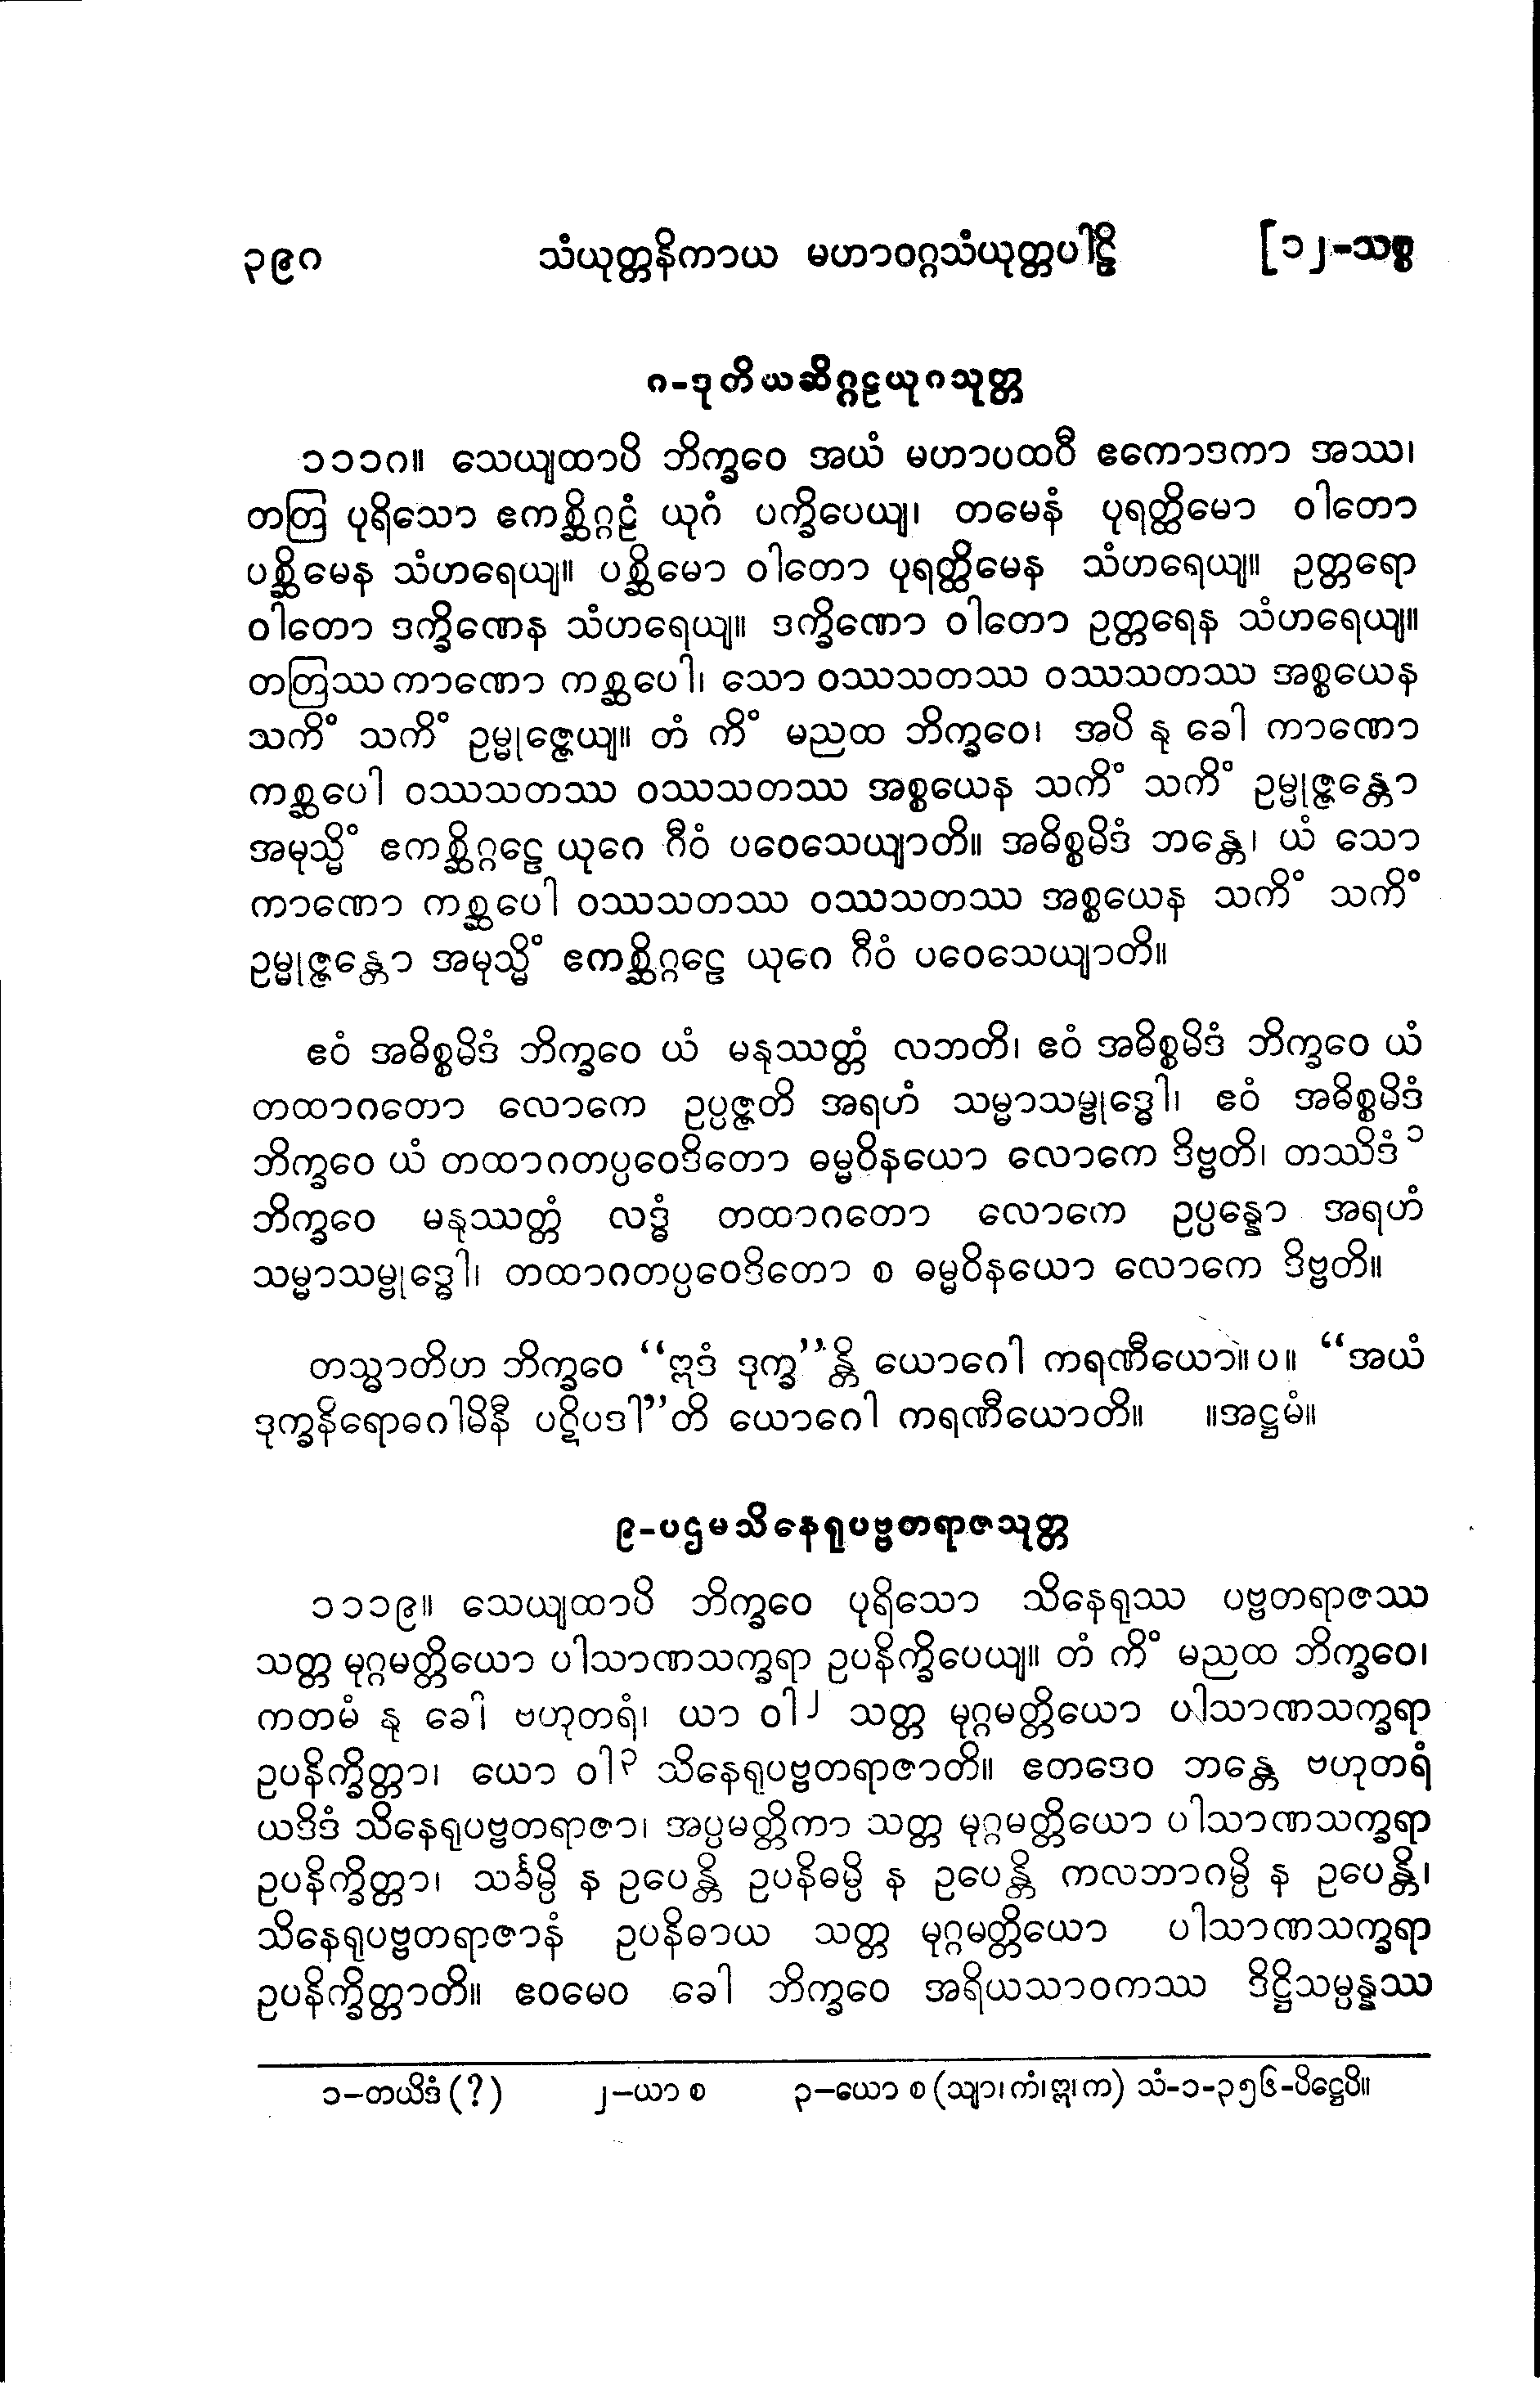 ၃၉၈ သံယုတ္တနိကာယ မဟာဝဂ္ဂသံယုတ္တပါဠိ [၁၂-သစ္စ
၈-ဒုတိယဆိဂ္ဂဠယုဂသုတ္တ
၁၁၁၈။ သေယျထာပိ ဘိက္ခဝေ အယံ မဟာပထဝီ ဧကောဒကာ အဿ၊
တတြ ပုရိသော ဧကစ္ဆိဂ္ဂဠံ ယုဂံ ပက္ခိပေယျ၊ တမေနံ ပုရတ္ထိမော ဝါတော
ပစ္ဆိမေန သံဟရေယျ။ ပစ္ဆိမော ဝါတော ပုရတ္ထိမေန သံဟရေယျ။ ဥတ္တရော
ဝါတော ဒက္ခိဏေန သံဟရေယျ။ ဒက္ခိဏော ဝါတော ဥတ္တရေန သံဟရေယျ။
တတြဿ ကာဏော ကစ္ဆပေါ၊ သော ဝဿသတဿ ဝဿသတဿ အစ္စယေန
သကိံ သကိံ ဥမ္မုဇ္ဇေယျ။ တံ ကိံ မညထ ဘိက္ခဝေ၊ အပိ နု ခေါ ကာဏော
ကစ္ဆပေါ ဝဿသတဿ ဝဿသတဿ အစ္စယေန သကိံ သကိံ ဥမ္မုဇ္ဇန္တော
အမုသ္မိံ ဧကစ္ဆိဂ္ဂဠေ ယုဂေ ဂီဝံ ပဝေသေယျာတိ။ အဓိစ္စမိဒံ ဘန္တေ၊ ယံ သော
ကာဏော ကစ္ဆပေါ ဝဿသတဿ ဝဿသတဿ အစ္စယေန သကိံ သကိံ
ဥမ္မုဇ္ဇန္တော အမုသ္မိံ ဧကစ္ဆိဂ္ဂဠေ ယုဂေ ဂီဝံ ပဝေသေယျာတိ။
ဧဝံ အဓိစ္စမိဒံ ဘိက္ခဝေ ယံ မနုဿတ္တံ လဘတိ၊ ဧဝံ အဓိစ္စမိဒံ ဘိက္ခဝေ ယံ
တထာဂတော လောကေ ဥပ္ပဇ္ဇတိ အရဟံ သမ္မာသမ္ဗုဒ္ဓေါ၊ ဧဝံ အဓိစ္စမိဒံ
ဘိက္ခဝေ ယံ တထာဂတပ္ပဝေဒိတော ဓမ္မဝိနယော လောကေ ဒိဗ္ဗတိ၊ တဿိဒံ ၁
ဘိက္ခဝေ မနုဿတ္တံ လဒ္ဓံ တထာဂတော လောကေ ဥပ္ပန္နော အရဟံ
သမ္မာသမ္ဗုဒ္ဓေါ၊ တထာဂတပ္ပဝေဒိတော စ ဓမ္မဝိနယော လောကေ ဒိဗ္ဗတိ။
တသ္မာတိဟ ဘိက္ခဝေ “ဣဒံ ဒုက္ခ”န္တိ ယောဂေါ ကရဏီယော။ ပ။ “အယံ
ဒုက္ခနိရောဓဂါမိနီ ပဋိပဒါ”တိ ယောဂေါ ကရဏီယောတိ။ ။အဋ္ဌမံ။
၉-ပဌမသိနေရုပဗ္ဗတရာဇသုတ္တ
၁၁၁၉။ သေယျထာပိ ဘိက္ခဝေ ပုရိသော သိနေရုဿ ပဗ္ဗတရာဇဿ
သတ္တ မုဂ္ဂမတ္တိယော ပါသာဏသက္ခရာ ဥပနိက္ခိပေယျ။ တံ ကိံ မညထ ဘိက္ခဝေ၊
ကတမံ နု ခေါ ဗဟုတရံ၊ ယာ ဝါ ၂ သတ္တ မုဂ္ဂမတ္တိယော ပါသာဏသက္ခရာ
ဥပနိက္ခိတ္တာ၊ ယော ဝါ ၃ သိနေရုပဗ္ဗတရာဇာတိ။ ဧတဒေဝ ဘန္တေ ဗဟုတရံ
ယဒိဒံ သိနေရုပဗ္ဗတရာဇာ၊ အပ္ပမတ္တိကာ သတ္တ မုဂ္ဂမတ္တိယော ပါသာဏသက္ခရာ
ဥပနိက္ခိတ္တာ၊ သင်္ခမ္ပိ န ဥပေန္တိ ဥပနိဓမ္ပိ န ဥပေန္တိ ကလဘာဂမ္ပိ န ဥပေန္တိ၊
သိနေရုပဗ္ဗတရာဇာနံ ဥပနိဓာယ သတ္တ မုဂ္ဂမတ္တိယော ပါသာဏသက္ခရာ
ဥပနိက္ခိတ္တာတိ။ ဧဝမေဝ ခေါ ဘိက္ခဝေ အရိယသာဝကဿ ဒိဋ္ဌိသမ္ပန္နဿ
၁–တယိဒံ (?) ၂–ယာ စ ၃–ယော စ (သျာ၊ ကံ၊ ဣ၊ က) သံ-၁-၃၅၆-ပိဋ္ဌေပိ။